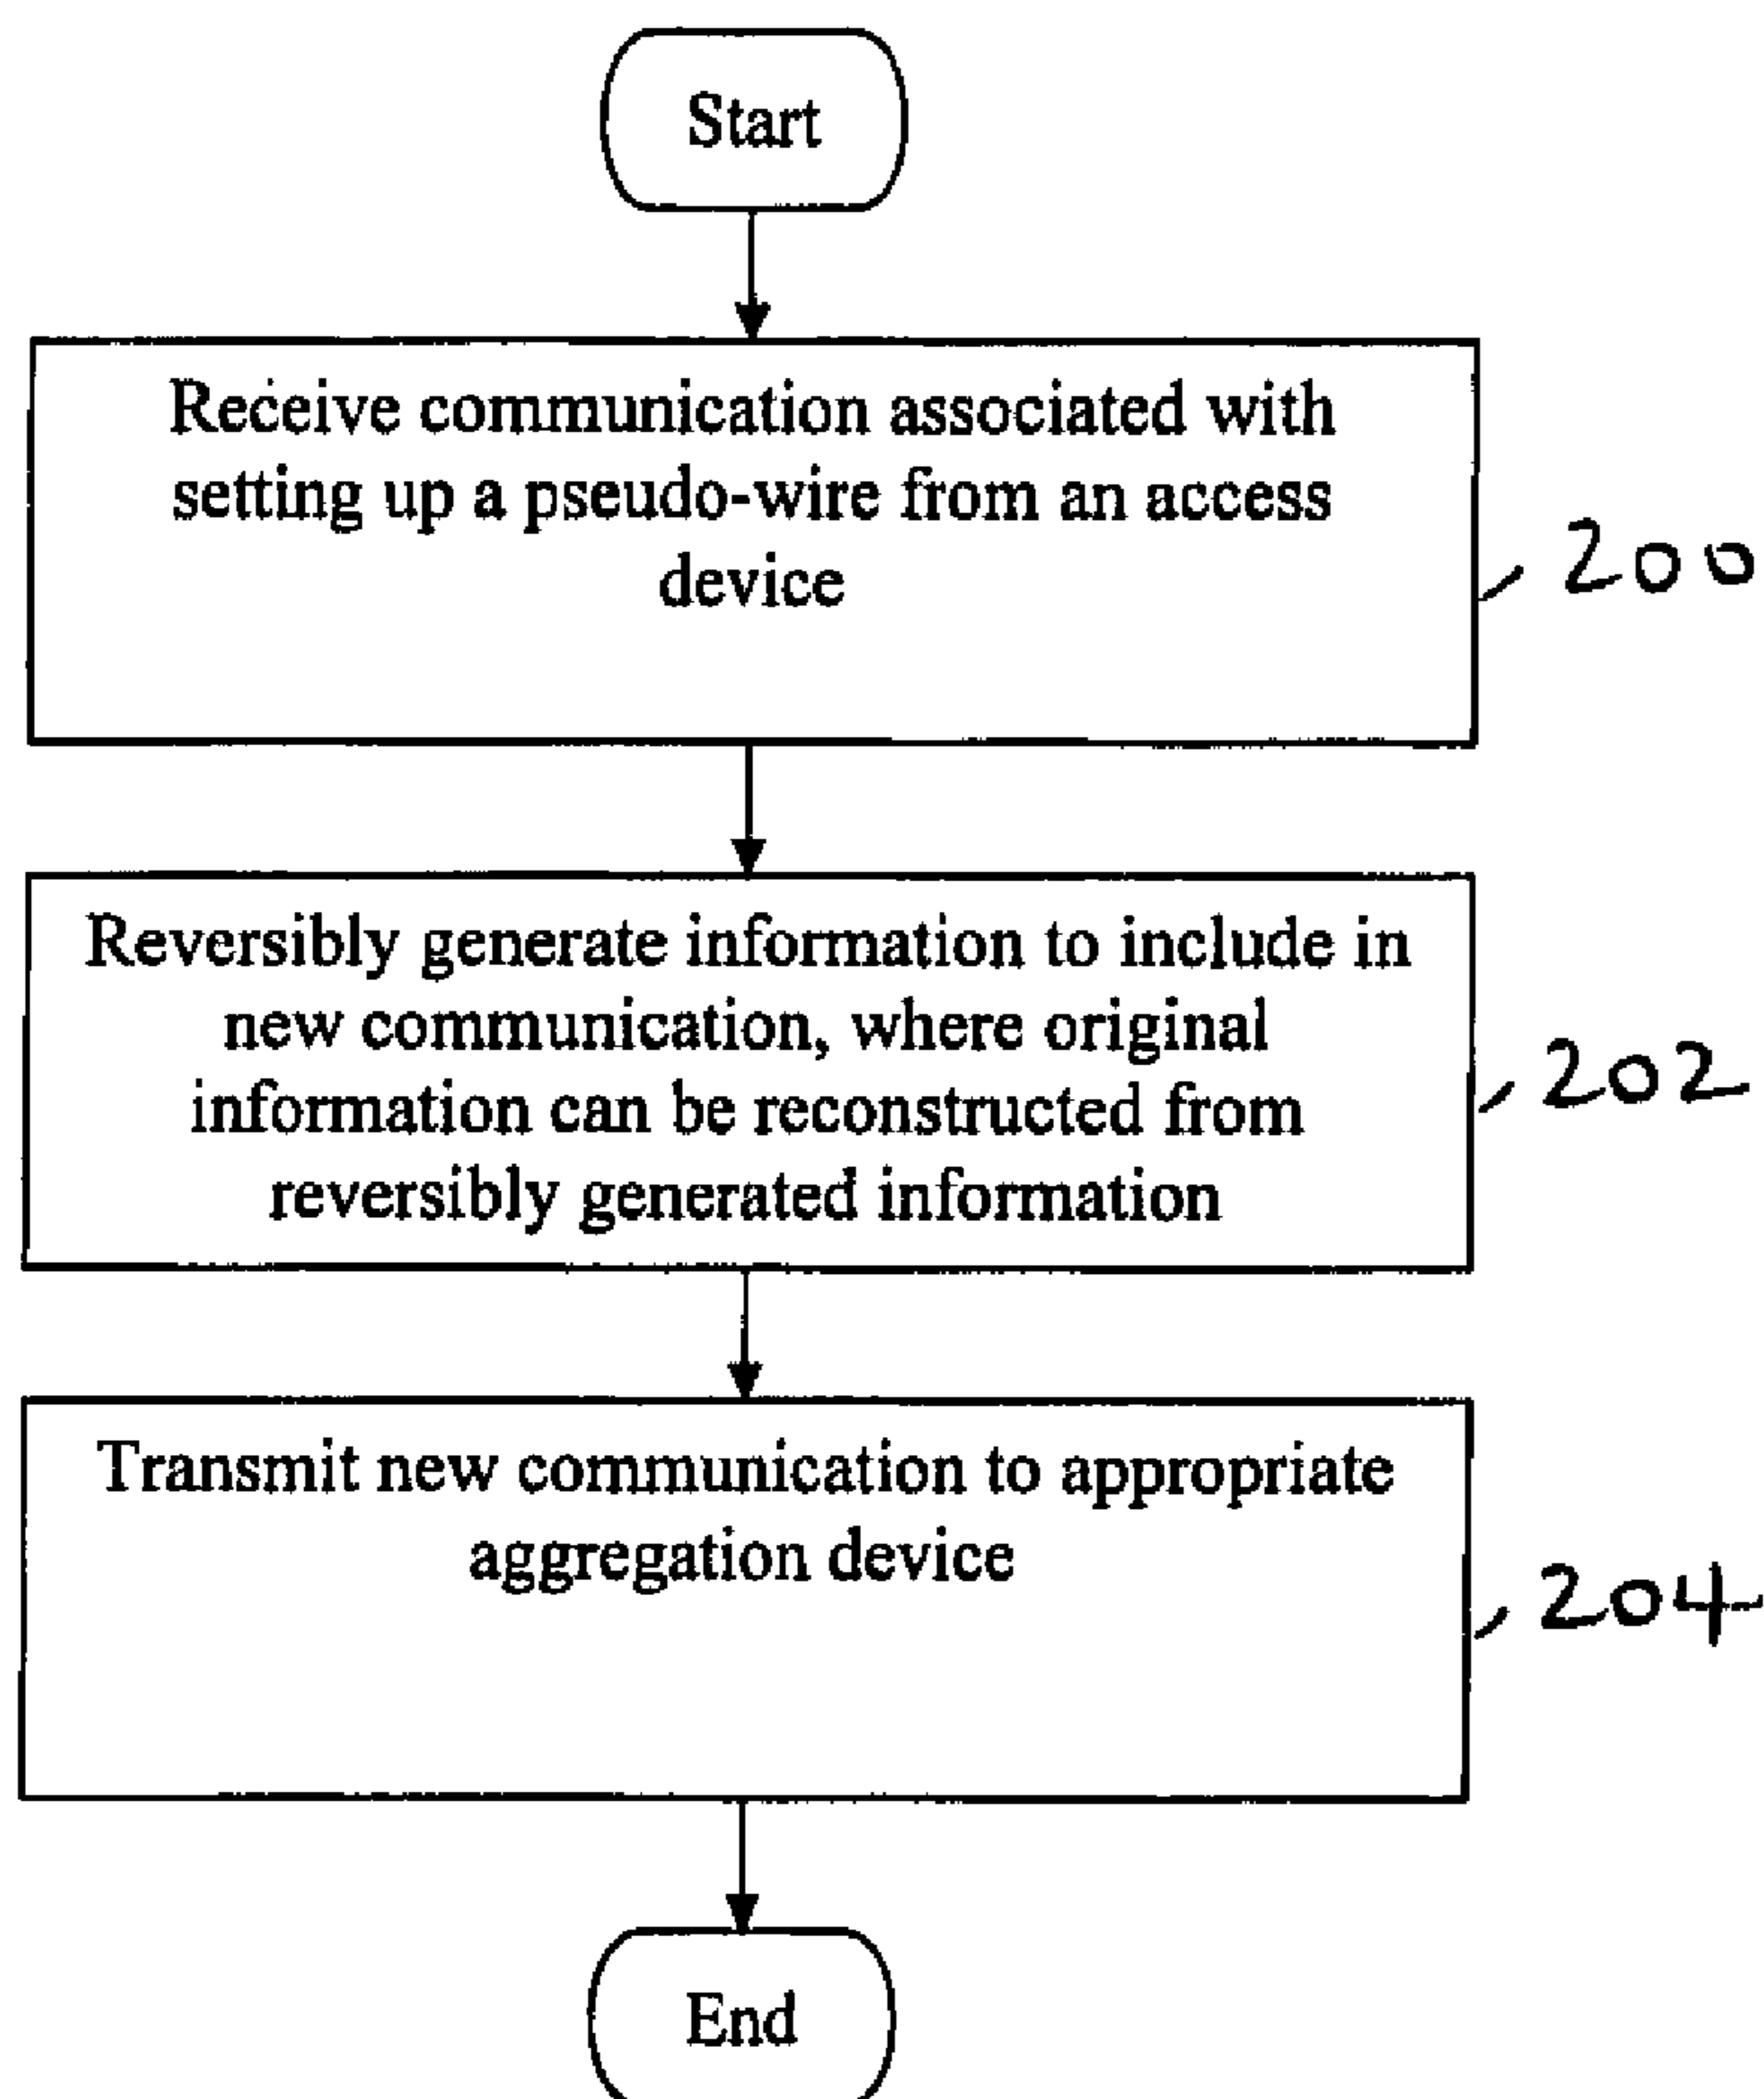 Start
Receive communication associated with
setting up a pseudo-wire from an access
device
200
Reversibly generate information to include in
new communication, where original
information can be reconstructed from
reversibly generated information
202
Transmit new communication to appropriate
aggregation device
204
End